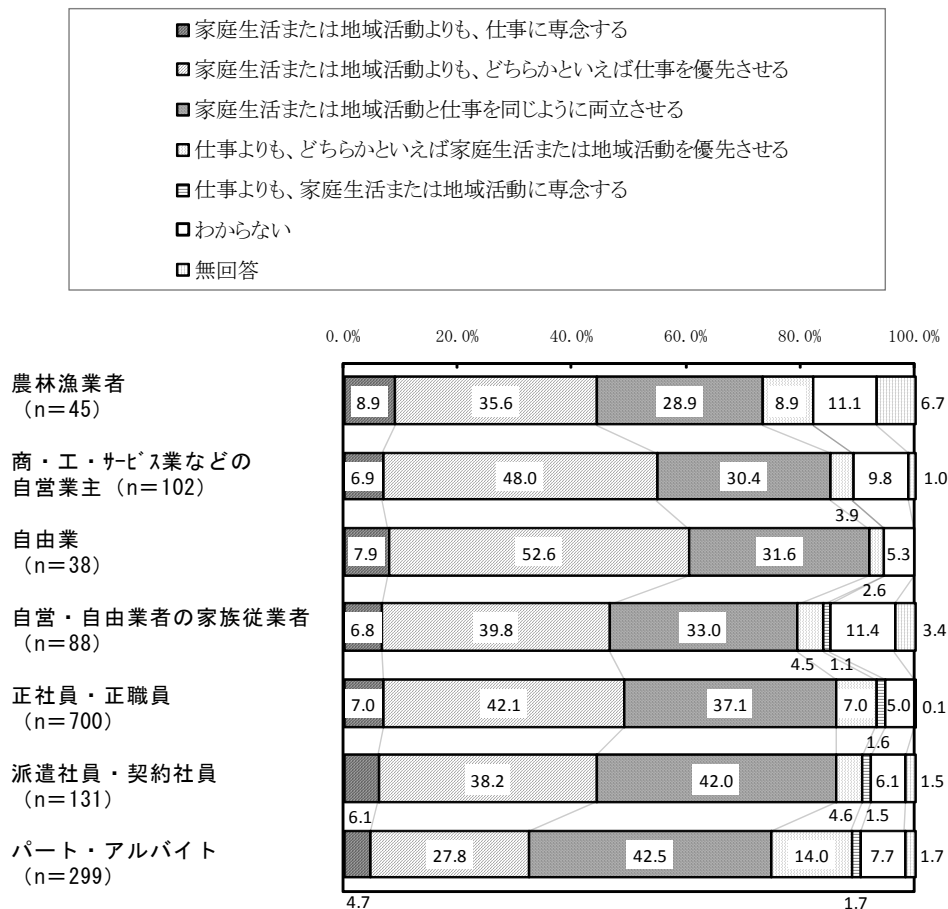 家庭生活または地域活動よりも、仕事に専念する
家庭生活または地域活動よりも、どちらかといえば仕事を優先させる
家庭生活または地域活動と仕事を同じように両立させる
仕事よりも、どちらかといえば家庭生活または地域活動を優先させる
仕事よりも、家庭生活または地域活動に専念する
わからない
無回答
0.0% 20.0% 40.0% 60.0% 80.0% 100.0%
農林漁業者
（n＝45）
8.9 35.6 28.9 8.9 11.1 6.7
商・工・ｻｰﾋﾞｽ業などの
自営業主（n＝102）
6.9 48.0 30.4 9.8 1.0
3.9
自由業
（n＝38）
7.9 52.6 31.6 5.3
2.6
自営・自由業者の家族従業者
（n＝88）
6.8 39.8 33.0 11.4 3.4
4.5 1.1
正社員・正職員
（n＝700）
7.0 42.1 37.1 7.0 5.0 0.1
1.6
派遣社員・契約社員
（n＝131）
38.2 42.0 6.1 1.5
6.1 4.6 1.5
パート・アルバイト
（n＝299）
27.8 42.5 14.0 7.7 1.7
4.7 1.7